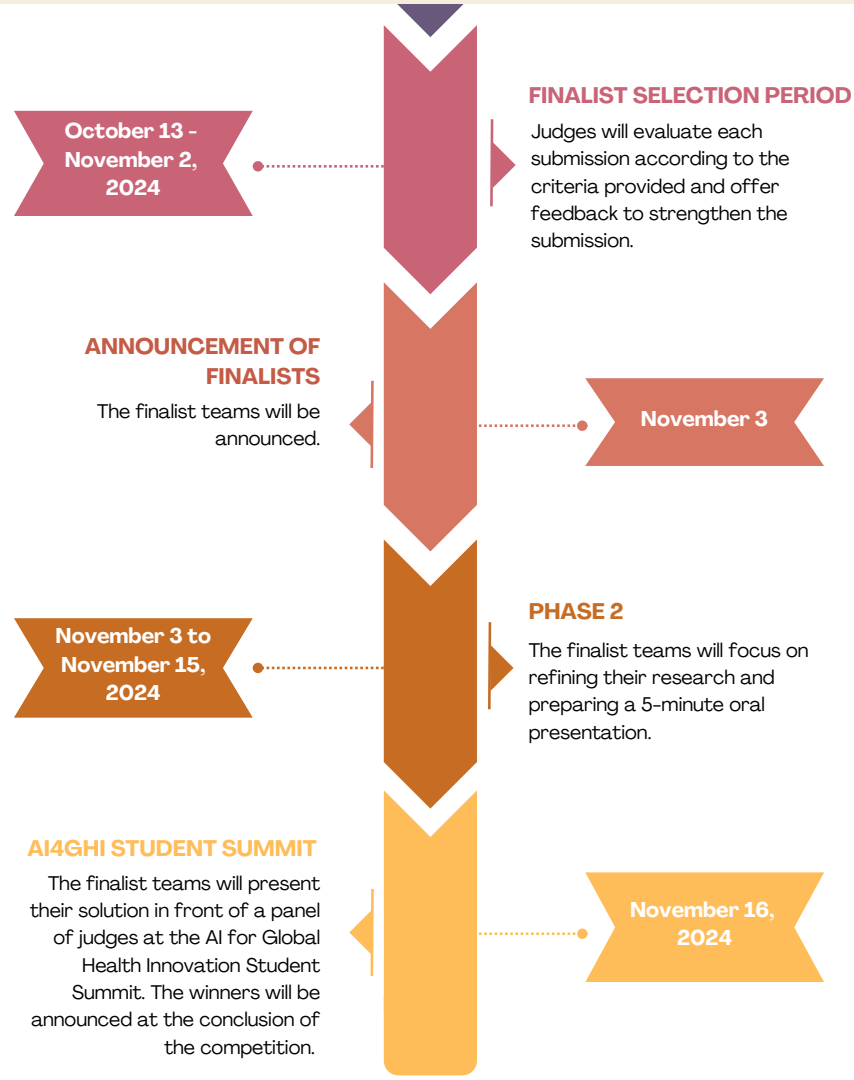 October 13 -
November 2,
2024
FINALIST SELECTION PERIOD
Judges will evaluate each
submission according to the
criteria provided and offer
feedback to strengthen the
submission.
ANNOUNCEMENT OF
FINALISTS
The finalist teams will be
announced.
November 3
November 3 to
November 15,
2024
PHASE 2
The finalist teams will focus on
refining their research and
preparing a 5-minute oral
presentation.
AI4GHI STUDENT SUMMIT
The finalist teams will present
their solution in front of a panel
of judges at the AI for Global
Health Innovation Student
Summit. The winners will be
announced at the conclusion of
the competition.
November 16,
2024